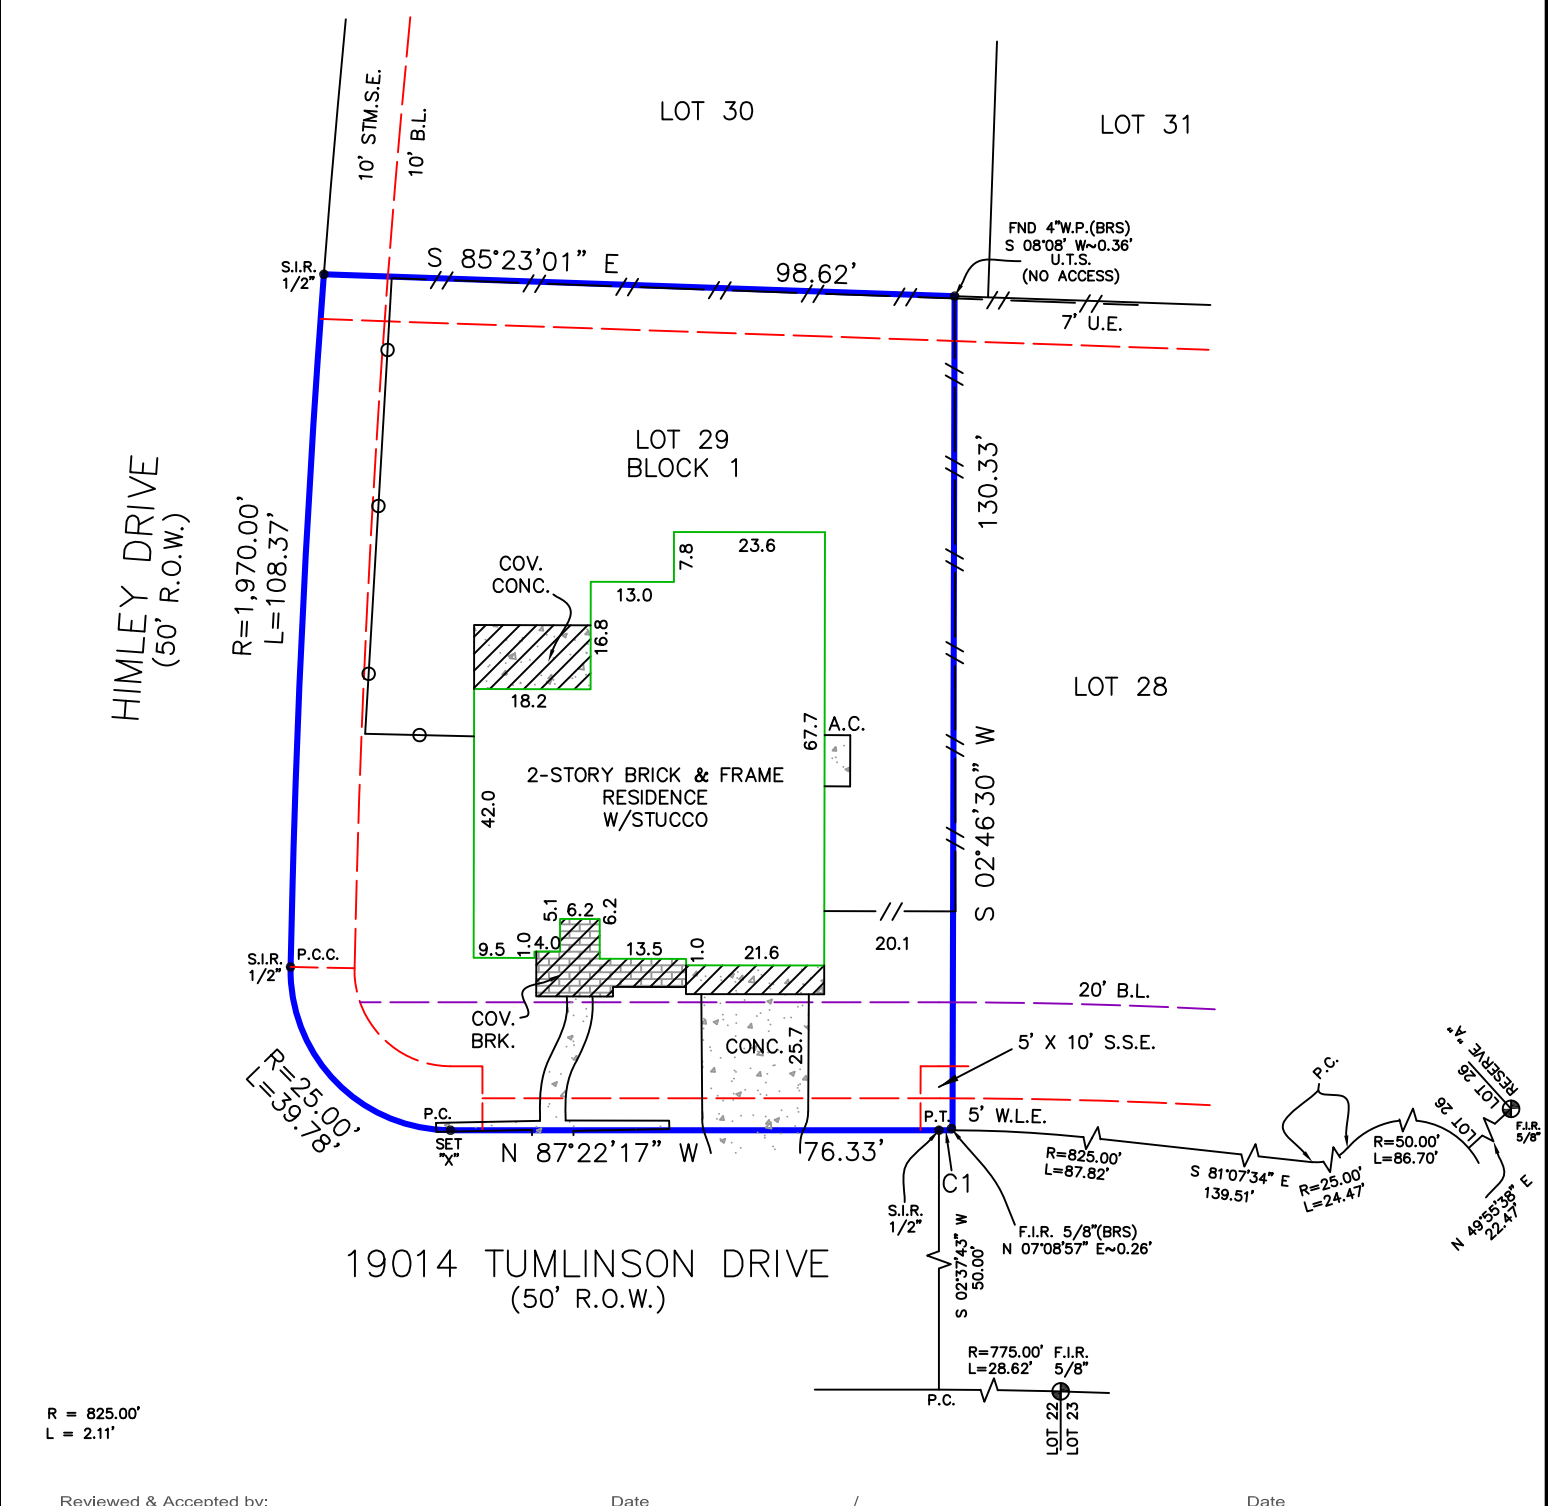 10' STM.S.E.
10' B.L.
LOT 30
LOT 31
FND 4"W.P.(BRS)
S 08°08' W~0.36'
U.T.S.
(NO ACCESS)
S.I.R.
1/2"
S 85°23'01" E
98.62'
7' U.E.
LOT 29
BLOCK 1
130.33'
HIMLEY DRIVE
(50' R.O.W.)
R=1,970.00'
L=108.37'
23.6
7.8
COV.
CONC.
13.0
16.8
18.2
LOT 28
67.7
A.C.
S 02°46'30" W
2-STORY BRICK & FRAME
RESIDENCE
W/STUCCO
42.0
5.1
6.2
6.2
9.5
1.0
4.0
13.5
1.0
21.6
20.1
S.I.R.
1/2"
P.C.C.
20' B.L.
COV.
BRK.
CONC.
25.7
5' X 10' S.S.E.
R=25.00'
L=39.78'
P.C.
SET
"X"
N 87°22'17" W
76.33'
P.T.
5' W.L.E.
C1
S.I.R.
1/2"
F.I.R. 5/8"(BRS)
N 07°08'57" E~0.26'
R=825.00'
L=87.82'
S 81°07'34" E
139.51'
P.C.
R=25.00'
L=24.47'
R=50.00'
L=86.70'
LOT 26
LOT 26
LOT 26
RESERVE "A"
F.I.R.
5/8"
N 49°55'38" E
22.47'
S 02°37'43" W
50.00'
19014 TUMLINSON DRIVE
(50' R.O.W.)
R=775.00'
L=28.62'
F.I.R.
5/8"
P.C.
LOT 22
LOT 23
R = 825.00'
L = 2.11'
Reviewed & Accepted by:
Date
/
Date